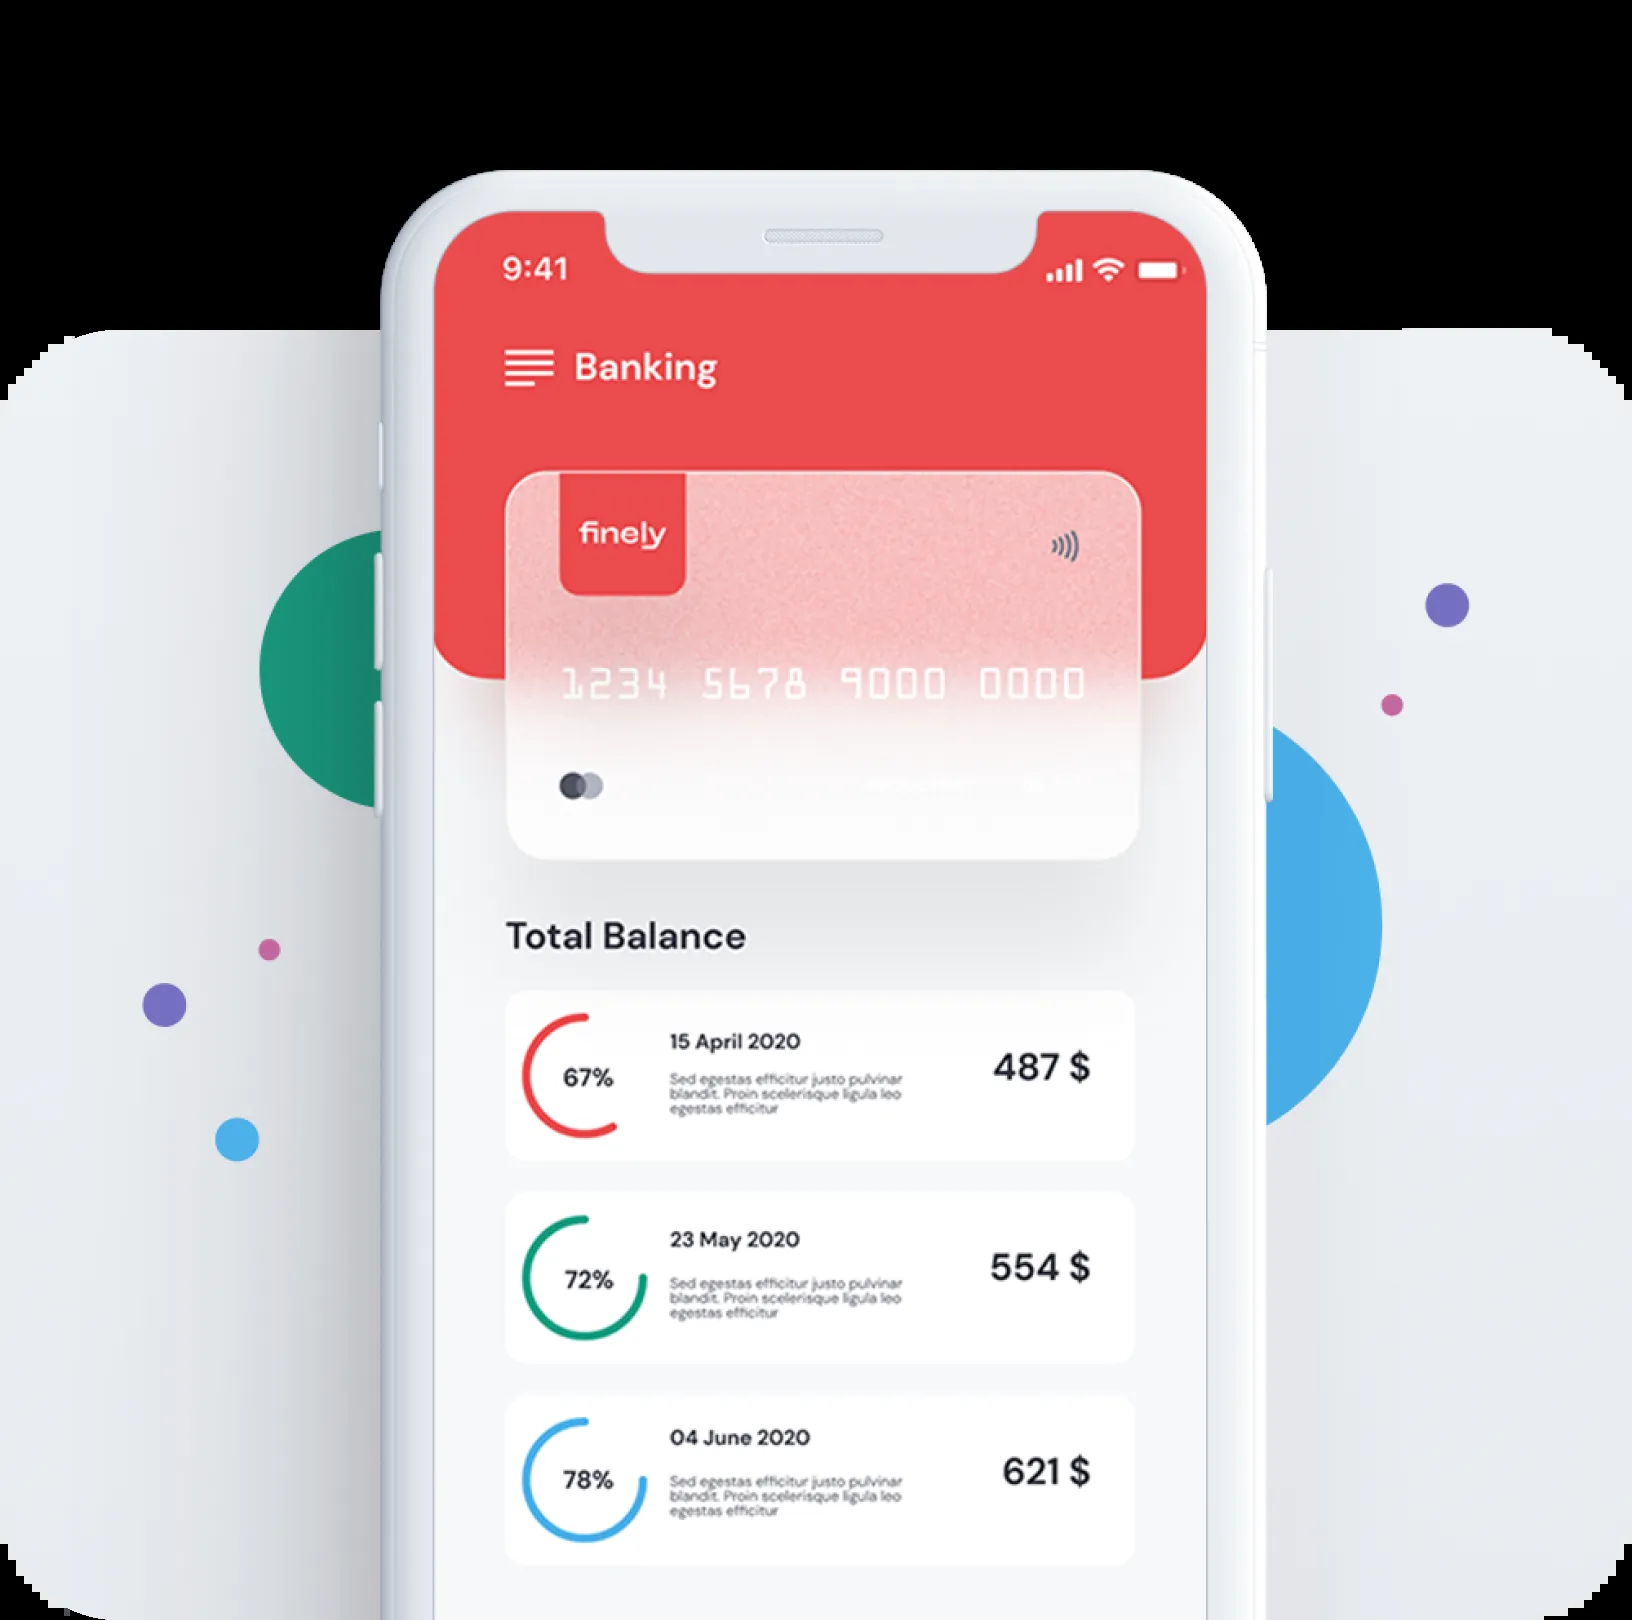 9:41
Banking
finely
1234 5678 9000 0000
Total Balance
67%
15 April 2020
Sed egestas efficitur justo pulvinar
blandit. Proin scelerisque ligula leo
egestas efficitur
487 $
72%
23 May 2020
Sed egestas efficitur justo pulvinar
blandit. Proin scelerisque ligula leo
egestas efficitur
554 $
78%
04 June 2020
Sed egestas efficitur justo pulvinar
blandit. Proin scelerisque ligula leo
egestas efficitur
621 $